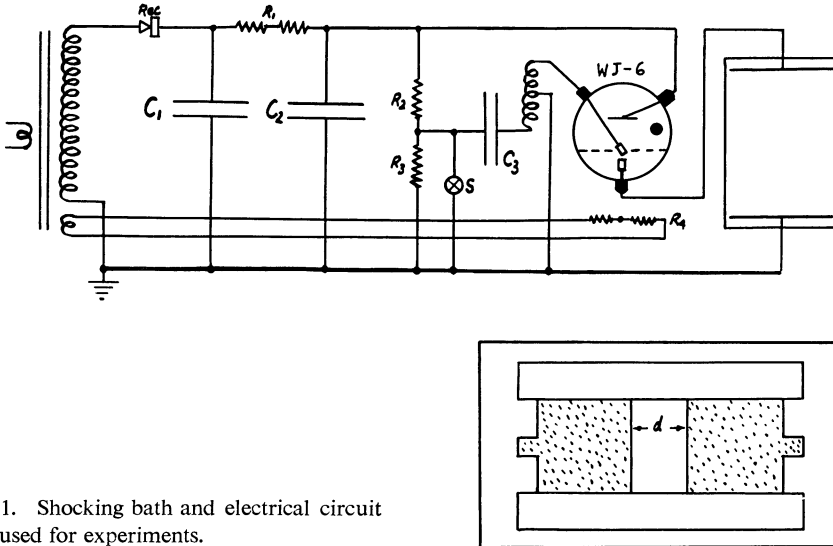 Rec
R₁
WJ-6
C₁
C₂
R₂
R₃
C₃
S
R₄
d
1. Shocking bath and electrical circuit
used for experiments.